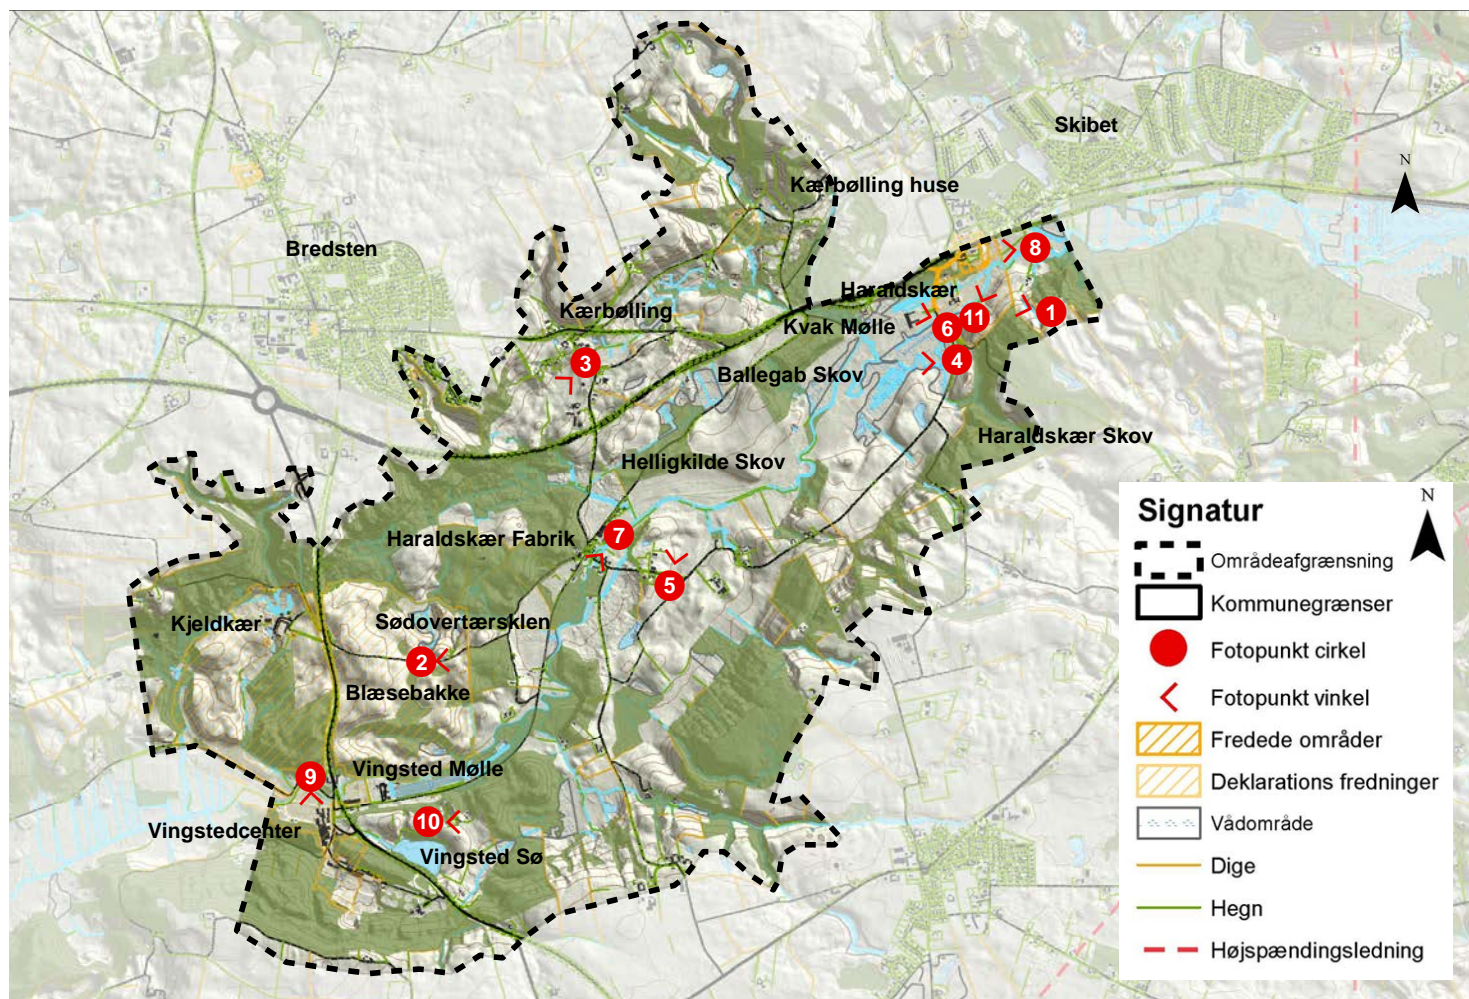 Skibet
N
Kærbølling huse
Bredsten
8
Haraldskær
Kærbølling
1
11
Kvak Mølle
6
3
4
Ballegab Skov
Haraldskær Skov
Helligkilde Skov
7
Haraldskær Fabrik
5
Kjeldkær
Sødovertærsklen
2
Blæsebakke
Vingsted Mølle
9
10
Vingstedcenter
Vingsted Sø
N
Signatur
Områdeafgrænsning
Kommunegrænser
Fotopunkt cirkel
Fotopunkt vinkel
Fredede områder
Deklarations fredninger
Vådområde
Dige
Hegn
Højspændingsledning